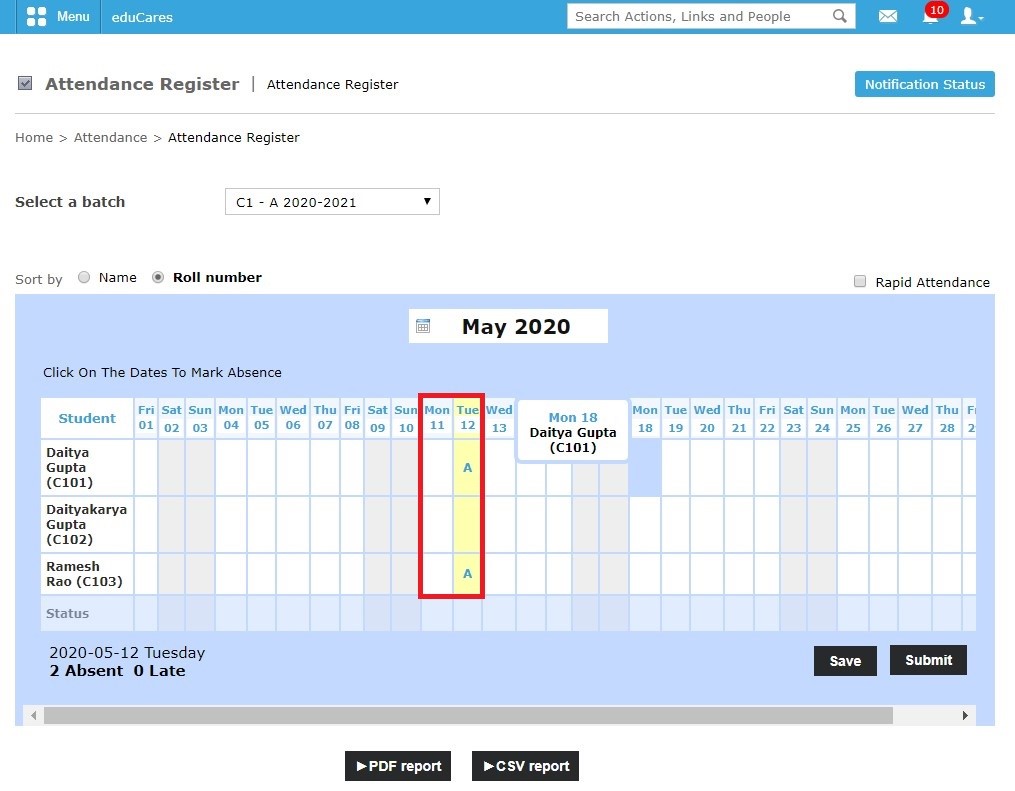 Menu eduCares Search Actions, Links and People 10
Attendance Register | Attendance Register Notification Status
Home > Attendance > Attendance Register
Select a batch C1 - A 2020-2021
Sort by Name Roll number Rapid Attendance
May 2020
Click On The Dates To Mark Absence
Student Fri Sat Sun Mon Tue Wed Thu Fri Sat Sun Mon Tue Wed Mon 18 Mon Tue Wed Thu Fri Sat Sun Mon Tue Wed Thu
01 02 03 04 05 06 07 08 09 10 11 12 13 Daitya Gupta 18 19 20 21 22 23 24 25 26 27 28
(C101)
Daitya
Gupta A
(C101)
Daityakarya
Gupta
(C102)
Ramesh A
Rao (C103)
Status
2020-05-12 Tuesday
2 Absent 0 Late Save Submit
PDF report CSV report